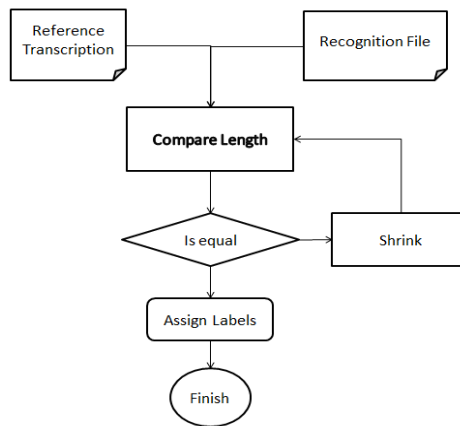 Reference
Transcription
Recognition File
Compare Length
Is equal
Shrink
Assign Labels
Finish